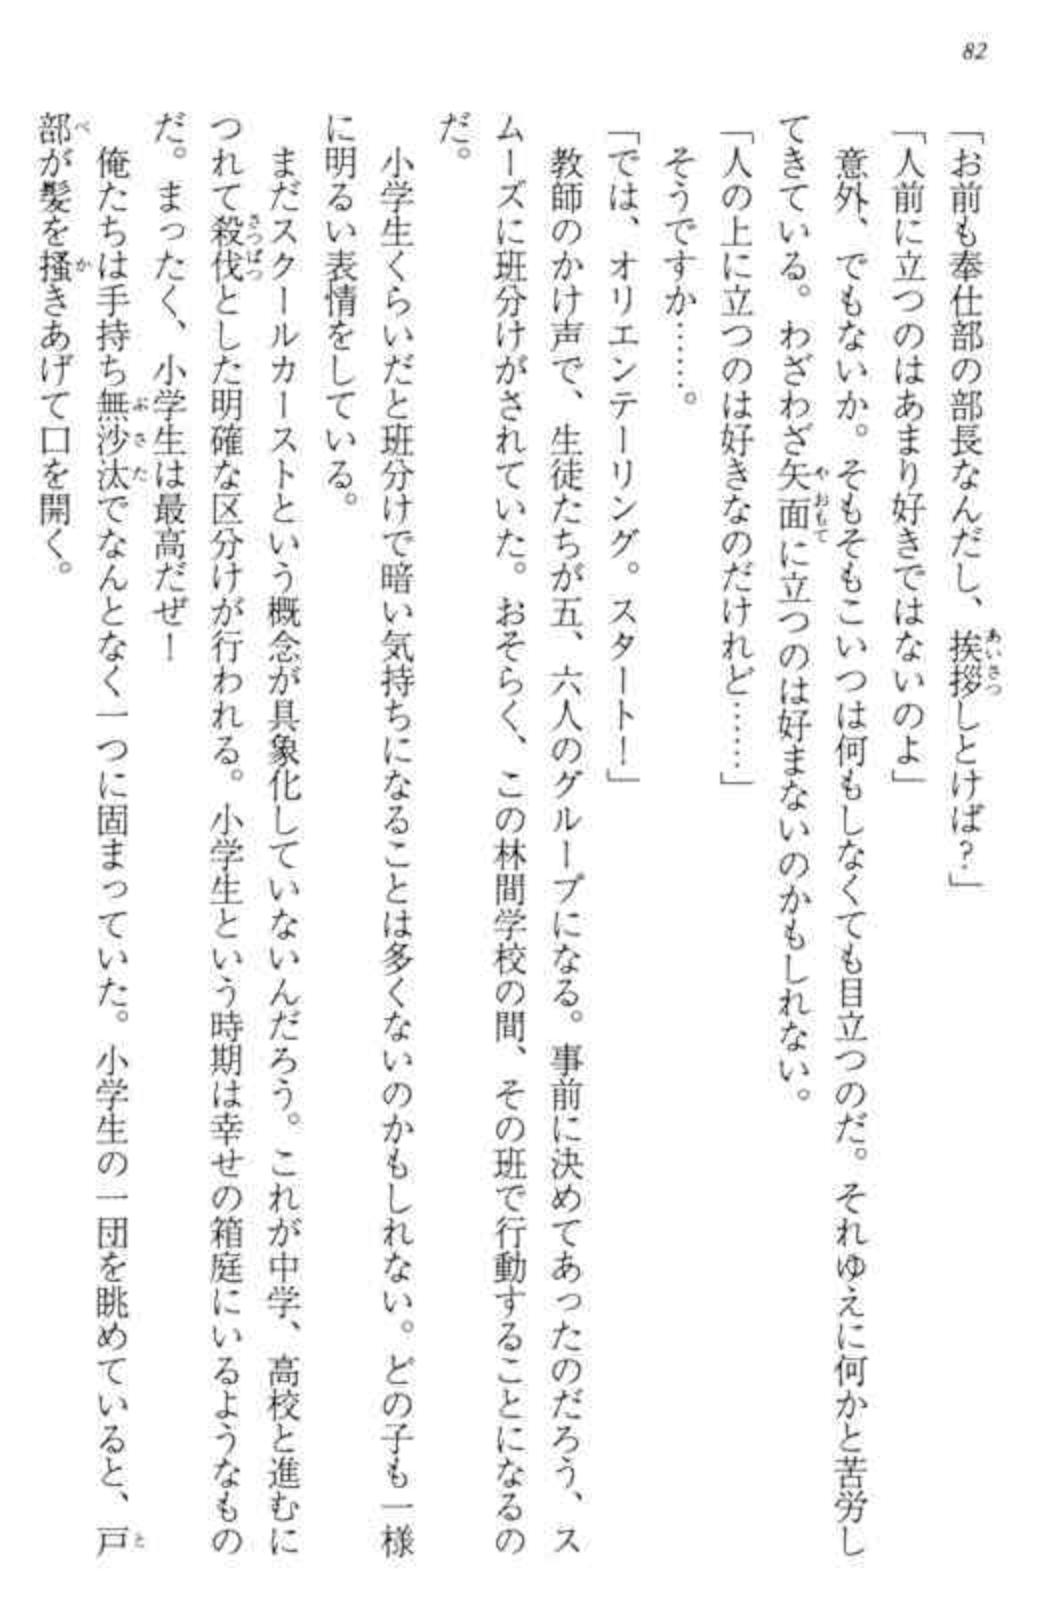 82
「お前も奉仕部の部長なんだし、挨拶しとけば？」
「人前に立つのはあまり好きではないのよ」
意外、でもないか。そもそもこいつは何もしなくても目立つのだ。それゆえに何かと苦労し
てきている。わざわざ矢面に立つのは好まないのかもしれない。
「人の上に立つのは好きなのだけれど……」
そうですか……。
「では、オリエンテーリング。スタート！」
教師のかけ声で、生徒たちが五、六人のグループになる。事前に決めてあったのだろう、ス
ムーズに班分けがされていた。おそらく、この林間学校の間、その班で行動することになるの
だ。
小学生くらいだと班分けで暗い気持ちになることは多くないのかもしれない。どの子も一様
に明るい表情をしている。
まだスクールカーストという概念が具象化していないんだろう。これが中学、高校と進むに
つれて殺伐とした明確な区分けが行われる。小学生という時期は幸せの箱庭にいるようなもの
だ。まったく、小学生は最高だぜ！
俺たちは手持ち無沙汰でなんとなく一つに固まっていた。小学生の一団を眺めていると、戸
部が髪を掻きあげて口を開く。